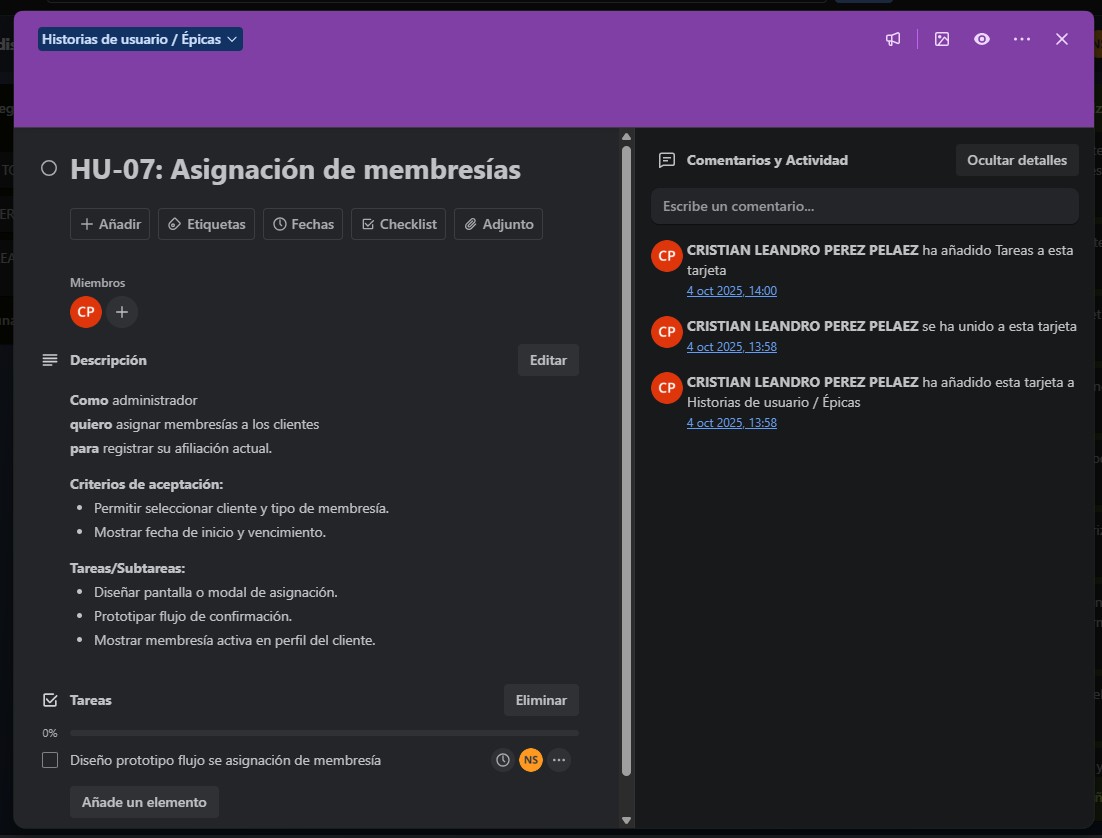 Historias de usuario / Épicas
HU-07: Asignación de membresías
Añadir
Etiquetas
Fechas
Checklist
Adjunto
Miembros
CP
Descripción
Editar
Como administrador
quiero asignar membresías a los clientes
para registrar su afiliación actual.
Criterios de aceptación:
Permitir seleccionar cliente y tipo de membresía.
Mostrar fecha de inicio y vencimiento.
Tareas/Subtareas:
Diseñar pantalla o modal de asignación.
Prototipar flujo de confirmación.
Mostrar membresía activa en perfil del cliente.
Tareas
Eliminar
0%
Diseño prototipo flujo se asignación de membresía
NS
Añade un elemento
Comentarios y Actividad
Ocultar detalles
Escribe un comentario...
CP
CRISTIAN LEANDRO PEREZ PELAEZ ha añadido Tareas a esta
tarjeta
4 oct 2025, 14:00
CP
CRISTIAN LEANDRO PEREZ PELAEZ se ha unido a esta tarjeta
4 oct 2025, 13:58
CP
CRISTIAN LEANDRO PEREZ PELAEZ ha añadido esta tarjeta a
Historias de usuario / Épicas
4 oct 2025, 13:58